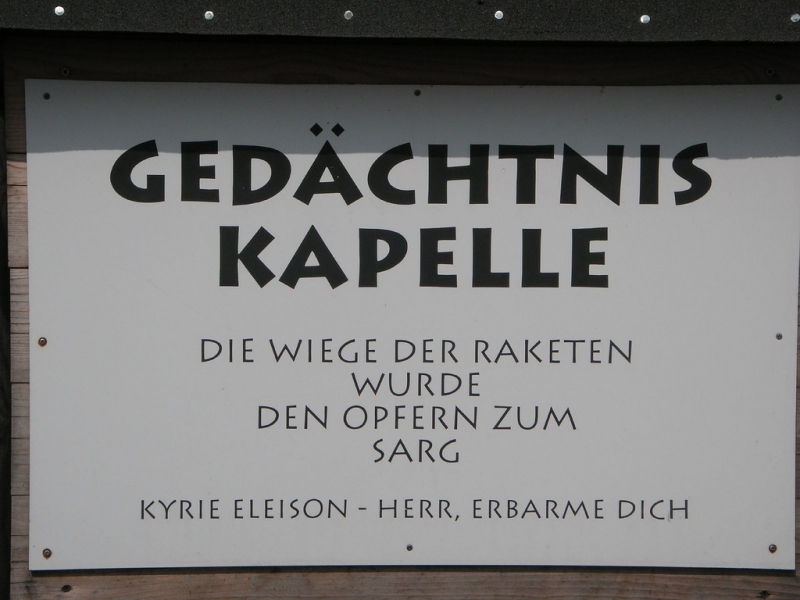 GEDÄCHTNIS
KAPELLE
DIE WIEGE DER RAKETEN
WURDE
DEN OPFERN ZUM
SARG
KYRIE ELEISON - HERR, ERBARME DICH